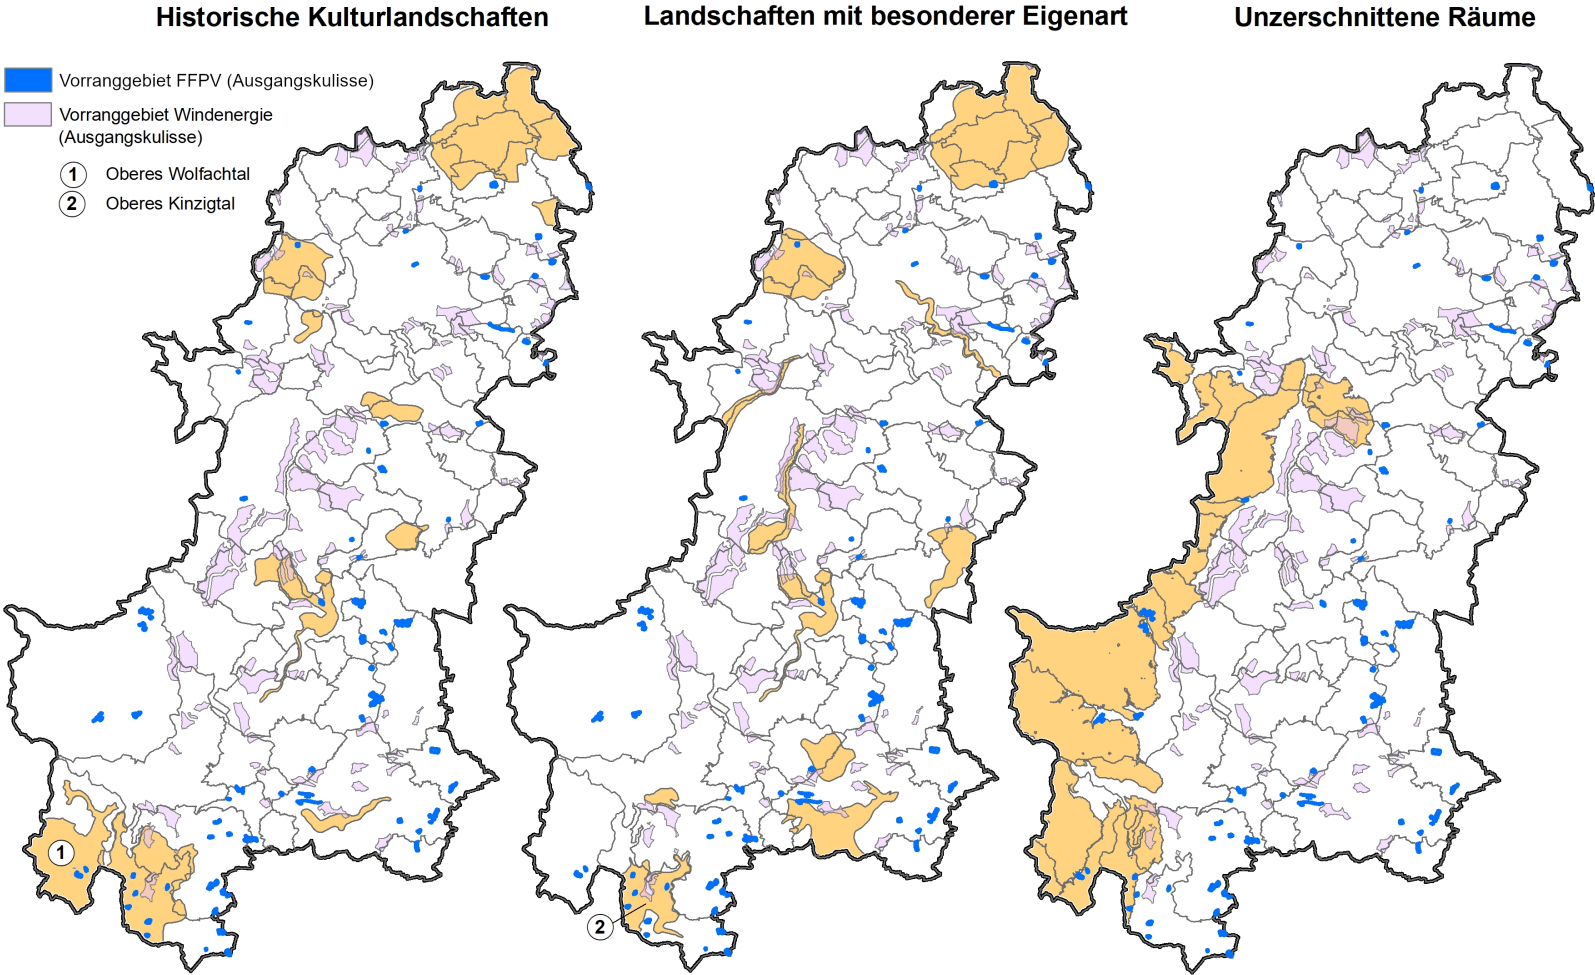 Historische Kulturlandschaften
Landschaften mit besonderer Eigenart
Unzerschnittene Räume
Vorranggebiet FFPV (Ausgangskulisse)
Vorranggebiet Windenergie
(Ausgangskulisse)
1 Oberes Wolfachtal
2 Oberes Kinzigtal
1
2